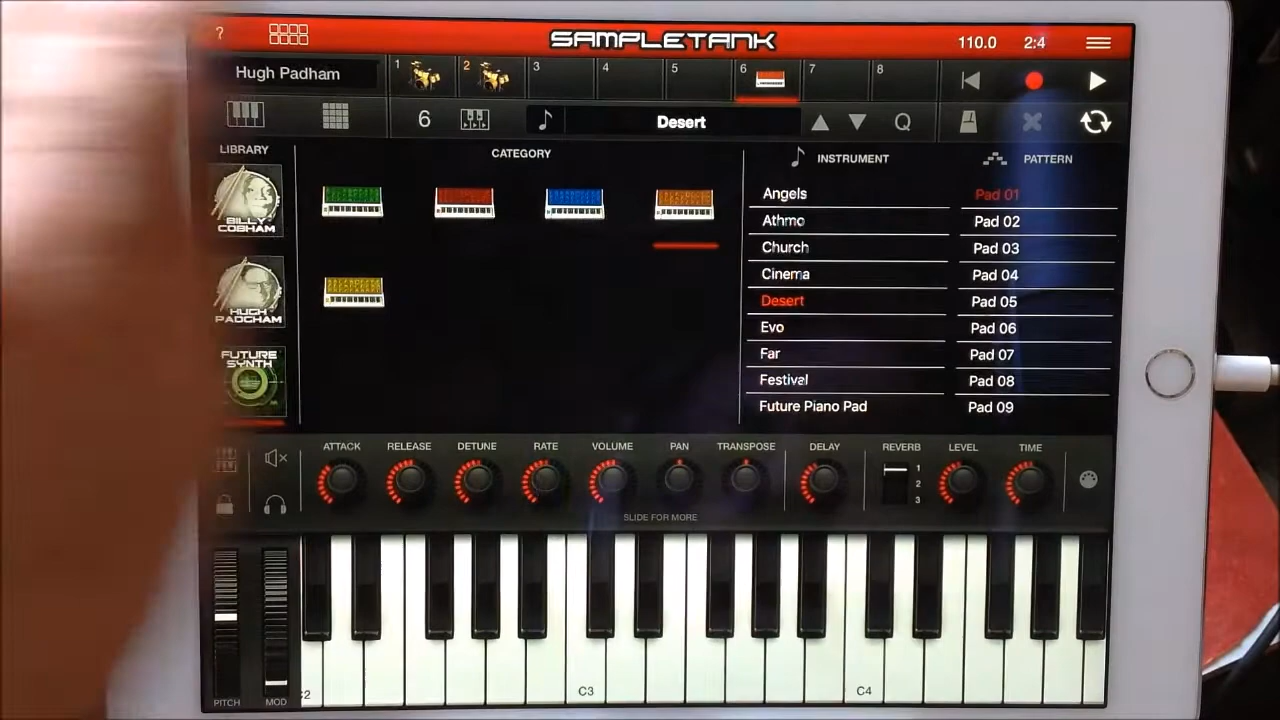 ?
SAMPLETANK
110.0
2:4
Hugh Padham
1
2
3
4
5
6
7
8
6
Desert
Q
LIBRARY
CATEGORY
INSTRUMENT
PATTERN
BILLY
COBHAM
HUGH
PADGHAM
FUTURE
SYNTH
Angels
Athmo
Church
Cinema
Desert
Evo
Far
Festival
Future Piano Pad
Pad 01
Pad 02
Pad 03
Pad 04
Pad 05
Pad 06
Pad 07
Pad 08
Pad 09
ATTACK
RELEASE
DETUNE
RATE
VOLUME
PAN
TRANSPOSE
DELAY
REVERB
LEVEL
TIME
1
2
3
SLIDE FOR MORE
PITCH
MOD
C3
C4